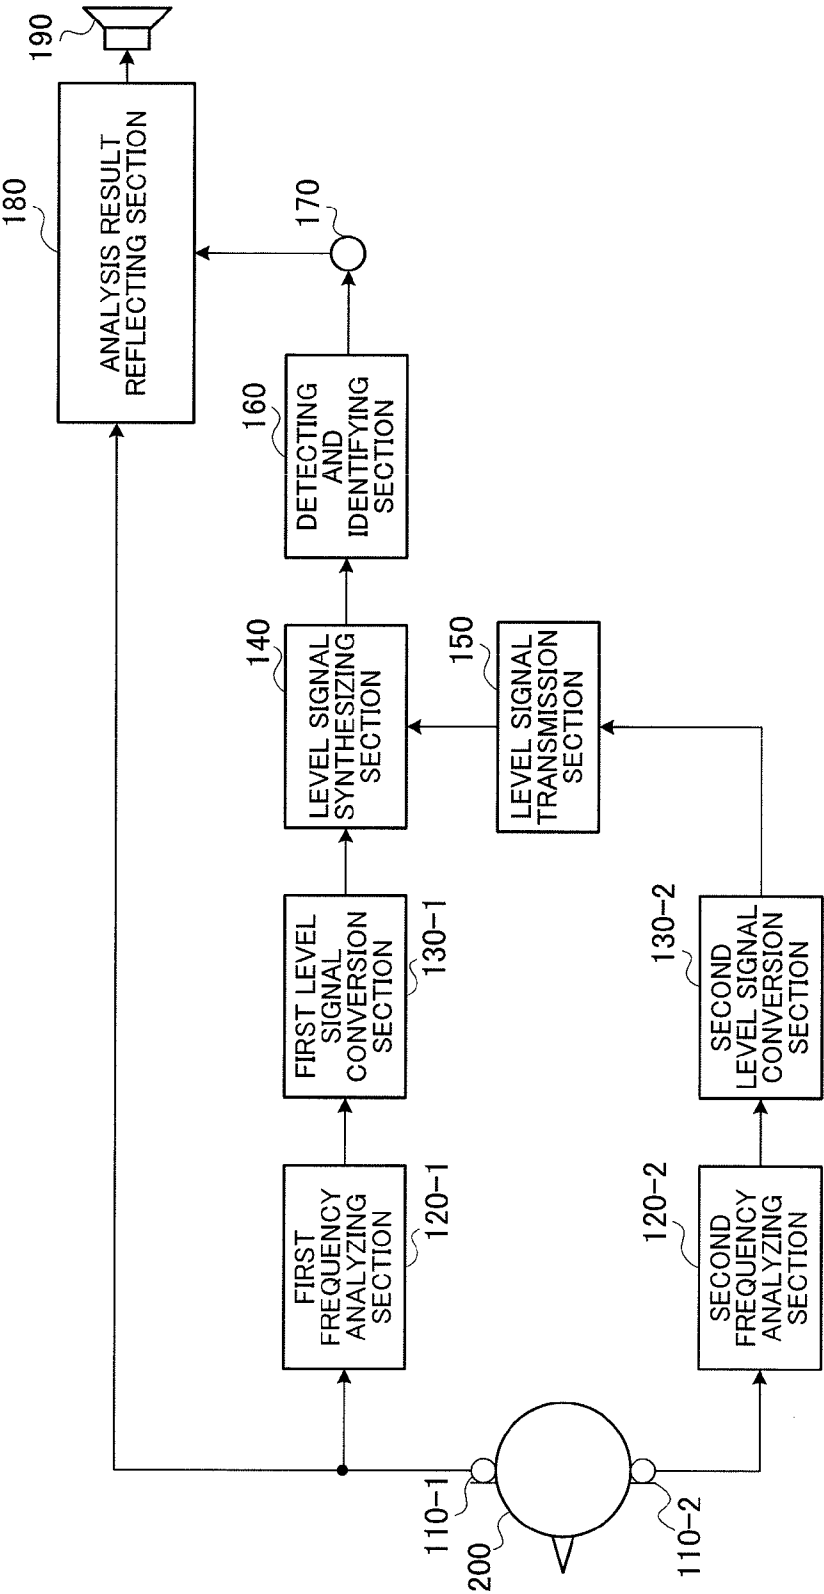 200
110-1
110-2
FIRST
FREQUENCY
ANALYZING
SECTION
120-1
SECOND
FREQUENCY
ANALYZING
SECTION
120-2
FIRST LEVEL
SIGNAL
CONVERSION
SECTION
130-1
SECOND
LEVEL SIGNAL
CONVERSION
SECTION
130-2
140
LEVEL SIGNAL
SYNTHESIZING
SECTION
150
LEVEL SIGNAL
TRANSMISSION
SECTION
160
DETECTING
AND
IDENTIFYING
SECTION
170
180
ANALYSIS RESULT
REFLECTING SECTION
190